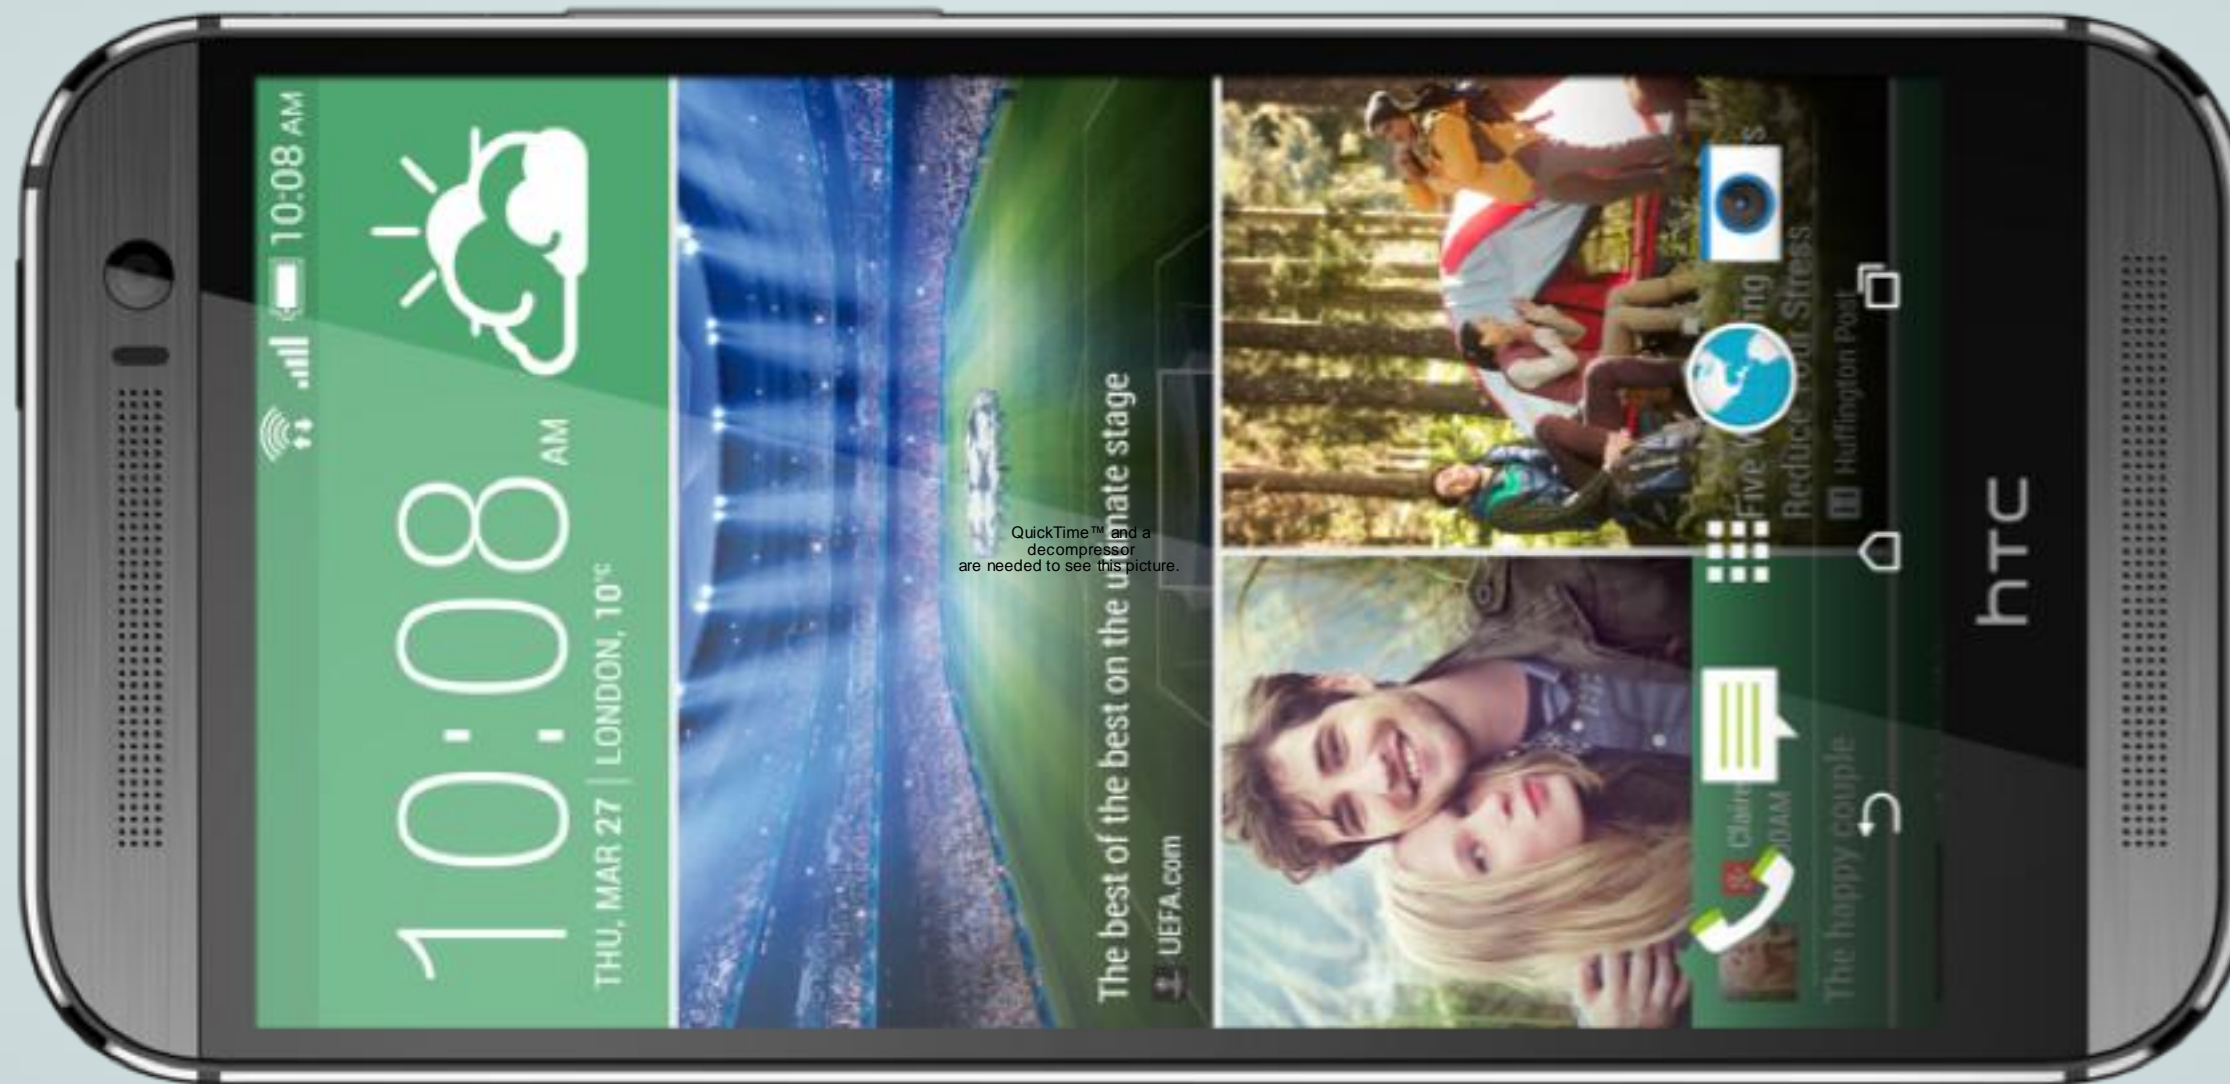 10:08 AM
10:08 AM
THU, MAR 27 | LONDON, 10°C
The best of the best on the ultimate stage
UEFA.com
QuickTime™ and a
decompressor
are needed to see this picture.
Five
Reduce Your Stress
Huffington Post
Claire
The happy couple
hTC